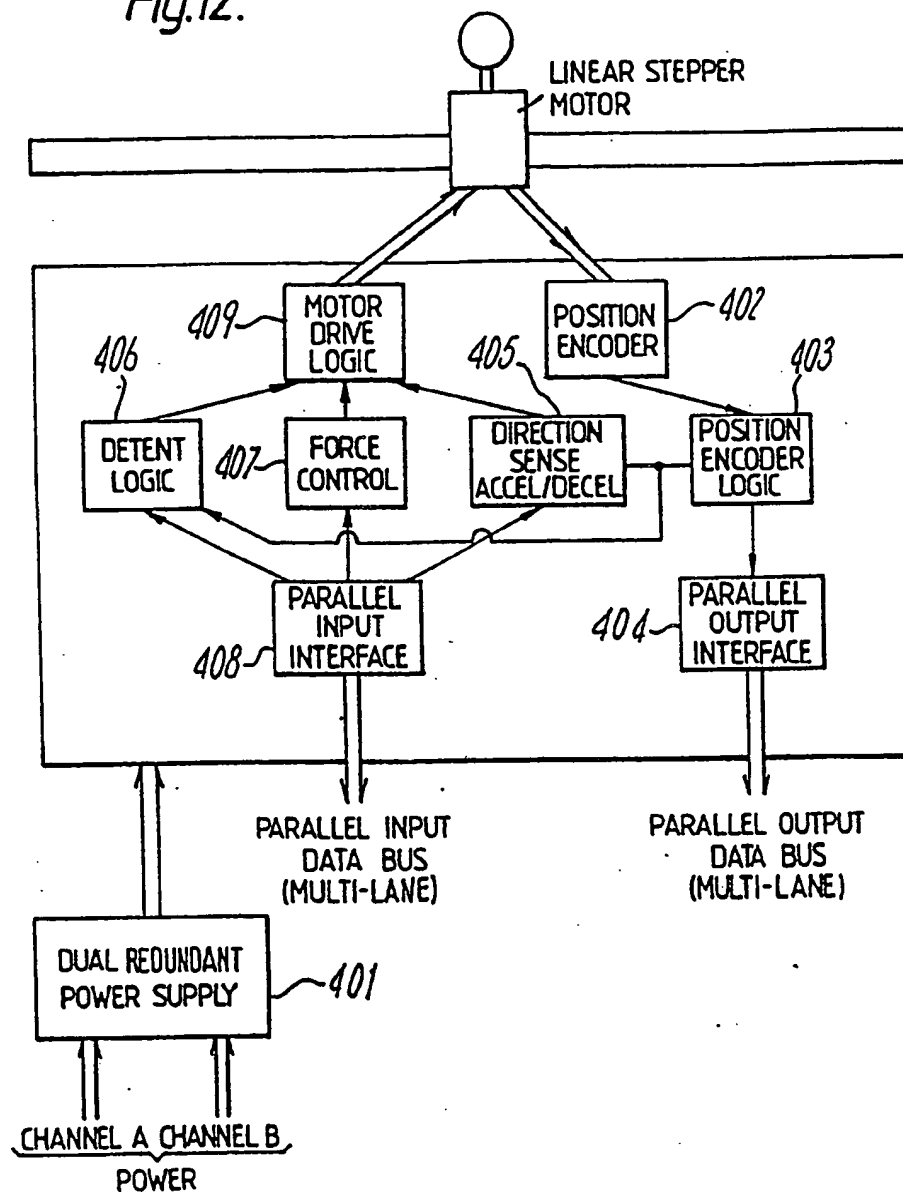 Fig.12.
LINEAR STEPPER
MOTOR
409
MOTOR
DRIVE
LOGIC
POSITION
ENCODER
402
406
405
403
DETENT
LOGIC
407
FORCE
CONTROL
DIRECTION
SENSE
ACCEL/DECEL
POSITION
ENCODER
LOGIC
408
PARALLEL
INPUT
INTERFACE
404
PARALLEL
OUTPUT
INTERFACE
PARALLEL INPUT
DATA BUS
(MULTI-LANE)
PARALLEL OUTPUT
DATA BUS
(MULTI-LANE)
DUAL REDUNDANT
POWER SUPPLY
401
CHANNEL A CHANNEL B
POWER